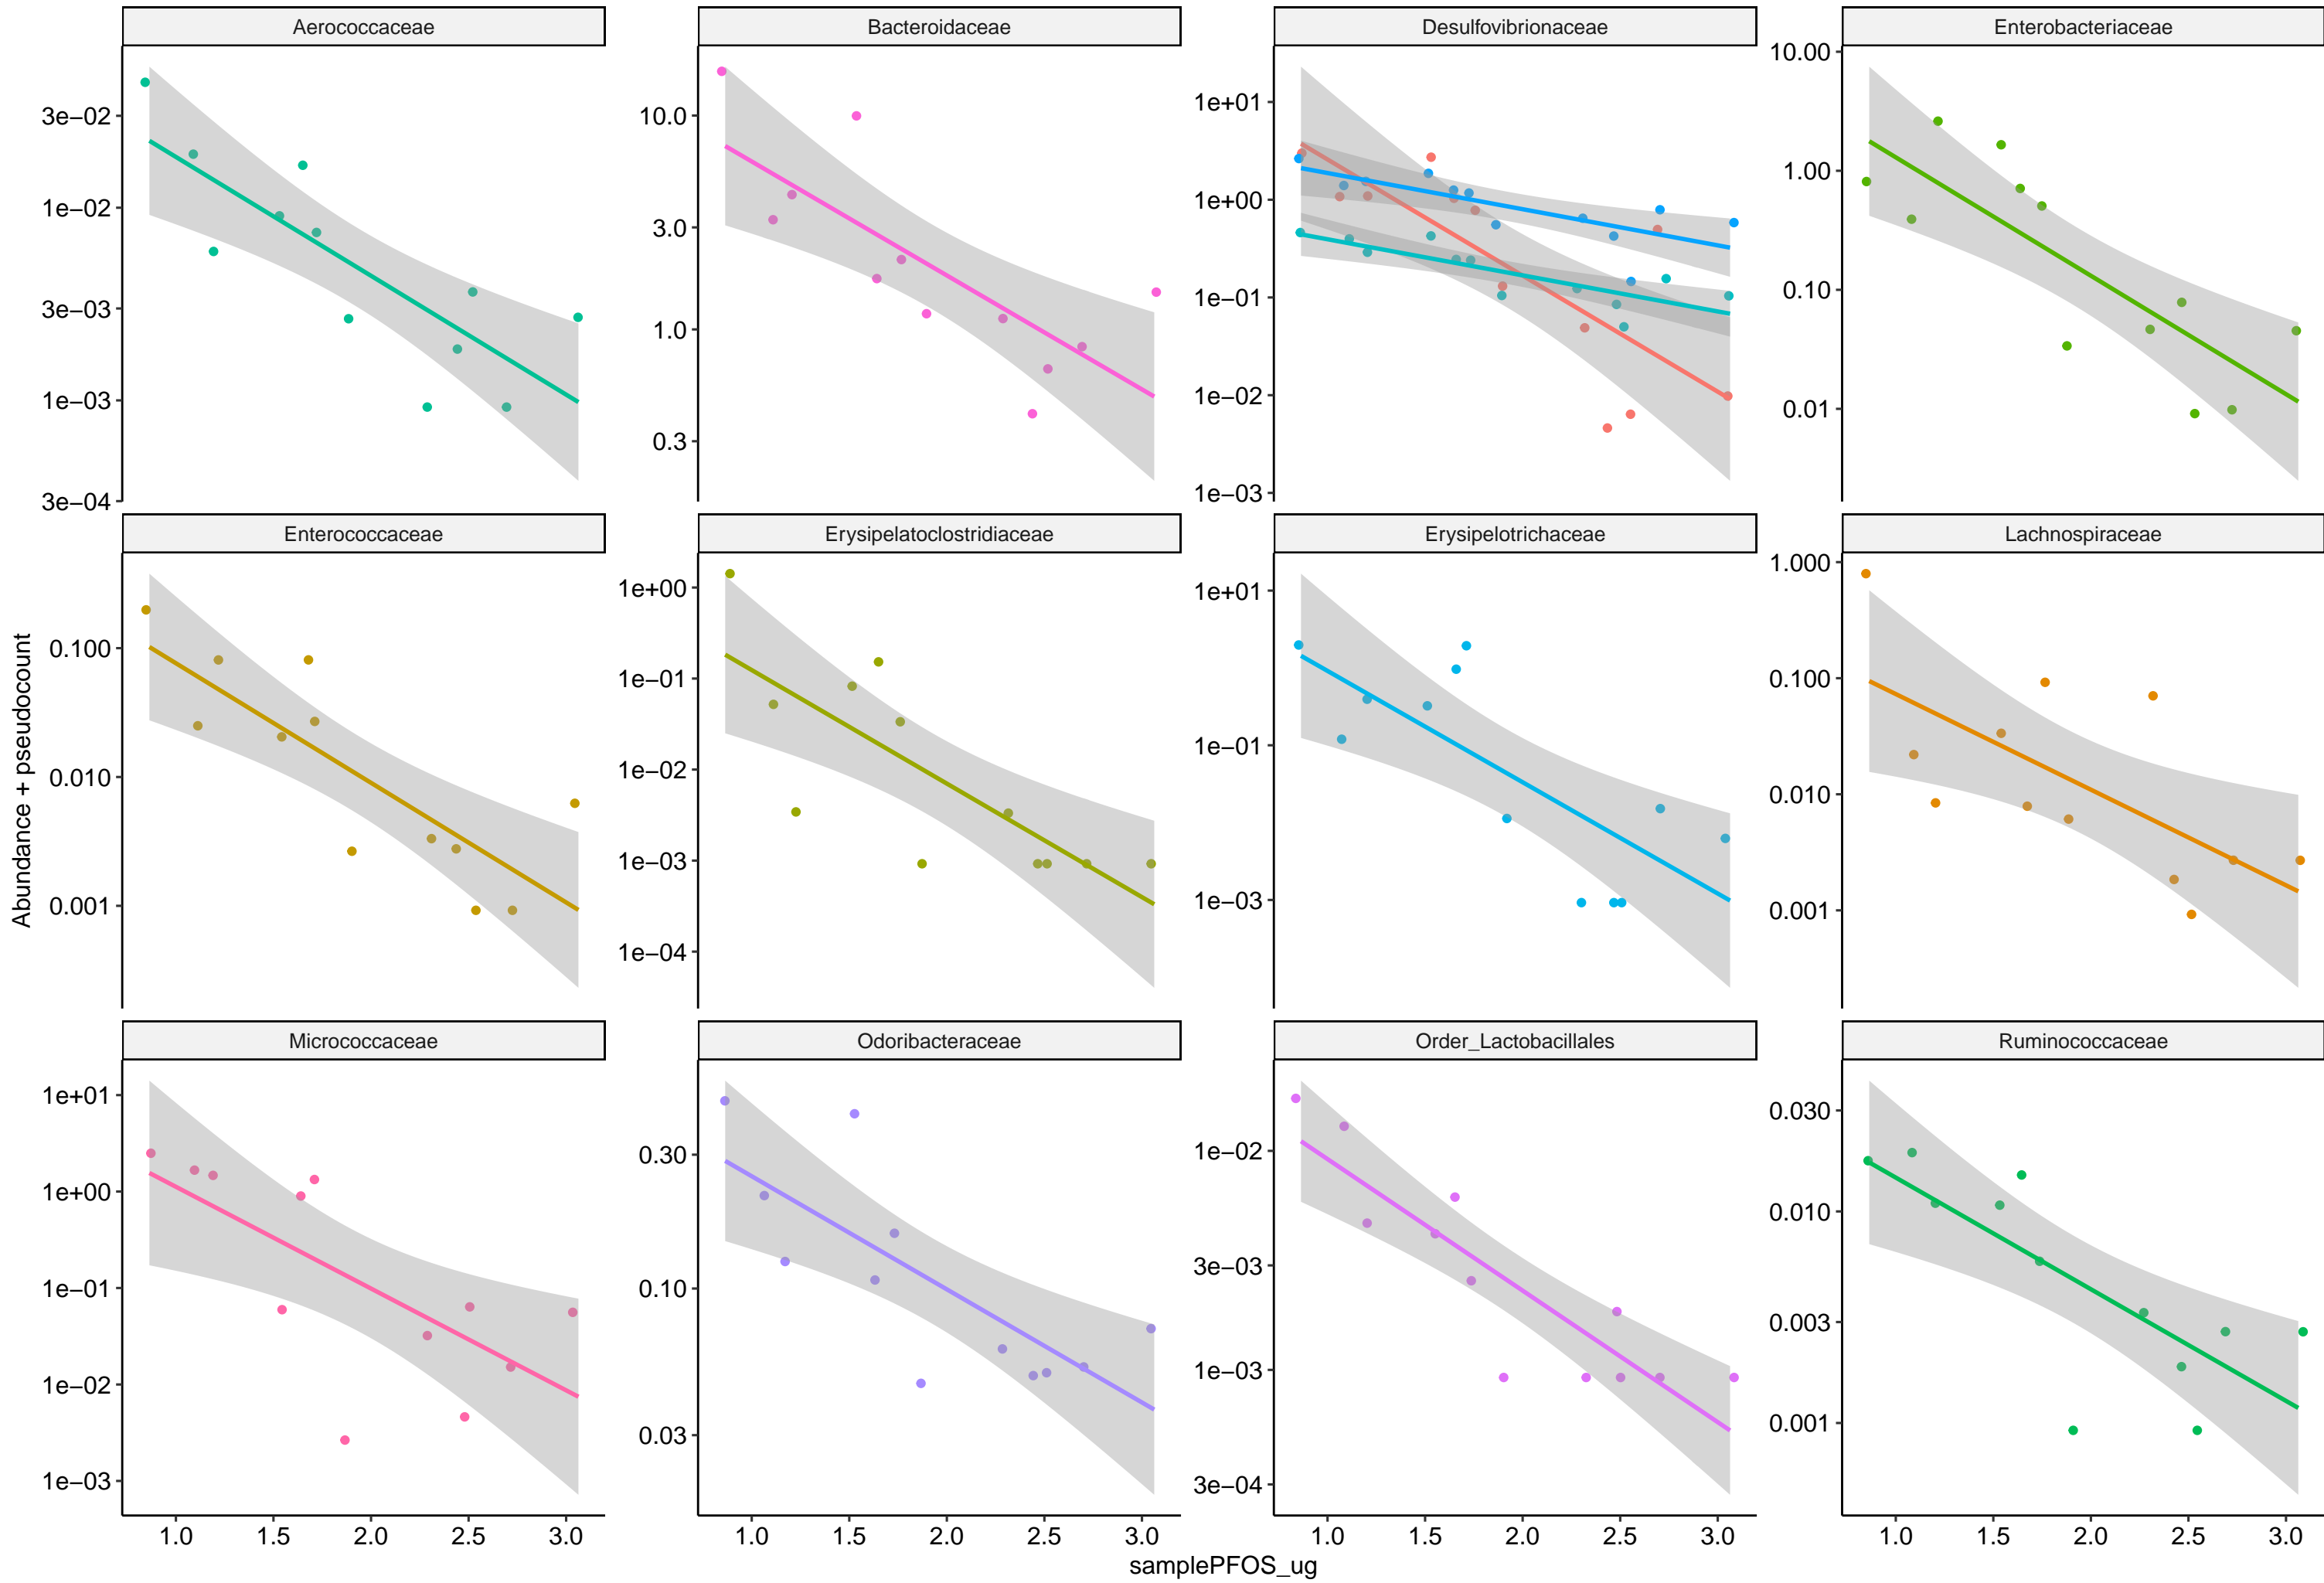 Aerococcaceae
Bacteroidaceae
Desulfovibrionaceae
Enterobacteriaceae
3e−02
1e−02
3e−03
1e−03
3e−04
10.0
3.0
1.0
0.3
1e+01
1e+00
1e−01
1e−02
1e−03
10.00
1.00
0.10
0.01
Enterococcaceae
Erysipelatoclostridiaceae
Erysipelotrichaceae
Lachnospiraceae
0.100
0.010
0.001
1e+00
1e−01
1e−02
1e−03
1e−04
1e+01
1e−01
1e−03
1.000
0.100
0.010
0.001
Abundance + pseudocount
Micrococcaceae
Odoribacteraceae
Order_Lactobacillales
Ruminococcaceae
1e+01
1e+00
1e−01
1e−02
1e−03
0.30
0.10
0.03
1e−02
3e−03
1e−03
3e−04
0.030
0.010
0.003
0.001
1.0 1.5 2.0 2.5 3.0
1.0 1.5 2.0 2.5 3.0
1.0 1.5 2.0 2.5 3.0
1.0 1.5 2.0 2.5 3.0
samplePFOS_ug